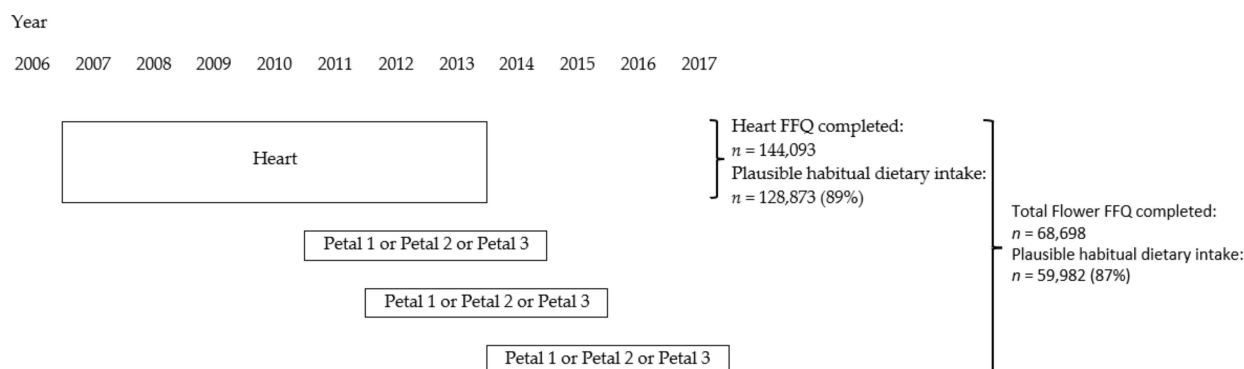 Year
2006 2007 2008 2009 2010 2011 2012 2013 2014 2015 2016 2017
Heart
Heart FFQ completed:
n = 144,093
Plausible habitual dietary intake:
n = 128,873 (89%)
Total Flower FFQ completed:
n = 68,698
Plausible habitual dietary intake:
n = 59,982 (87%)
Petal 1 or Petal 2 or Petal 3
Petal 1 or Petal 2 or Petal 3
Petal 1 or Petal 2 or Petal 3